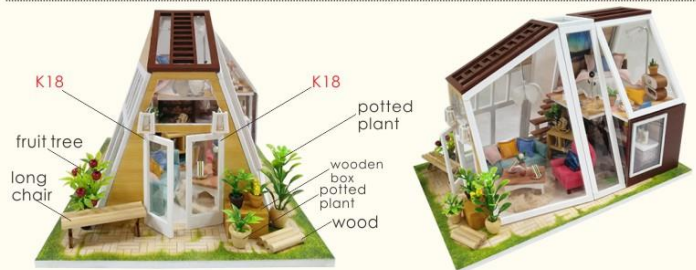 K18
K18
fruit tree
long
chair
potted
plant
wooden
box
potted
plant
wood